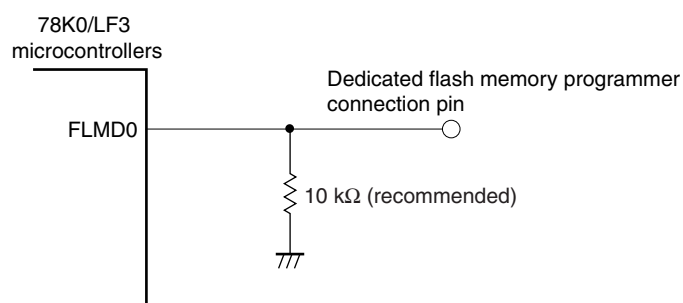 78K0/LF3
microcontrollers
Dedicated flash memory programmer
connection pin
FLMD0
10 kΩ (recommended)